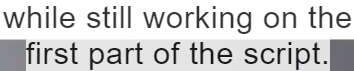 while still working on the
first part of the script.